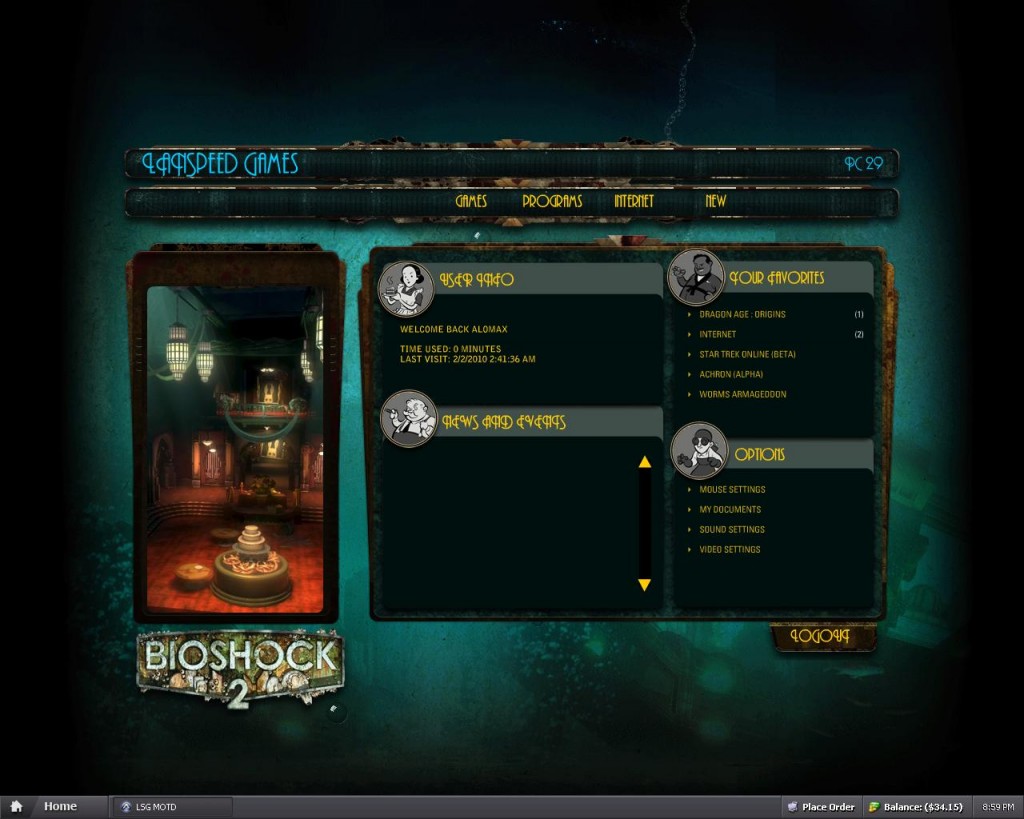 LANSPEED GAMES
PC 29
GAMES PROGRAMS INTERNET NEW
USER INFO
WELCOME BACK ALOMAX
TIME USED: 0 MINUTES
LAST VISIT: 2/2/2010 2:41:36 AM
NEWS AND EVENTS
YOUR FAVORITES
DRAGON AGE : ORIGINS (1)
INTERNET (2)
STAR TREK ONLINE (BETA)
ACHRON (ALPHA)
WORMS ARMAGEDDON
OPTIONS
MOUSE SETTINGS
MY DOCUMENTS
SOUND SETTINGS
VIDEO SETTINGS
LOGOUT
BIOSHOCK
2
Home
LSG MOTD
Place Order
Balance: ($34.15)
8:59 PM